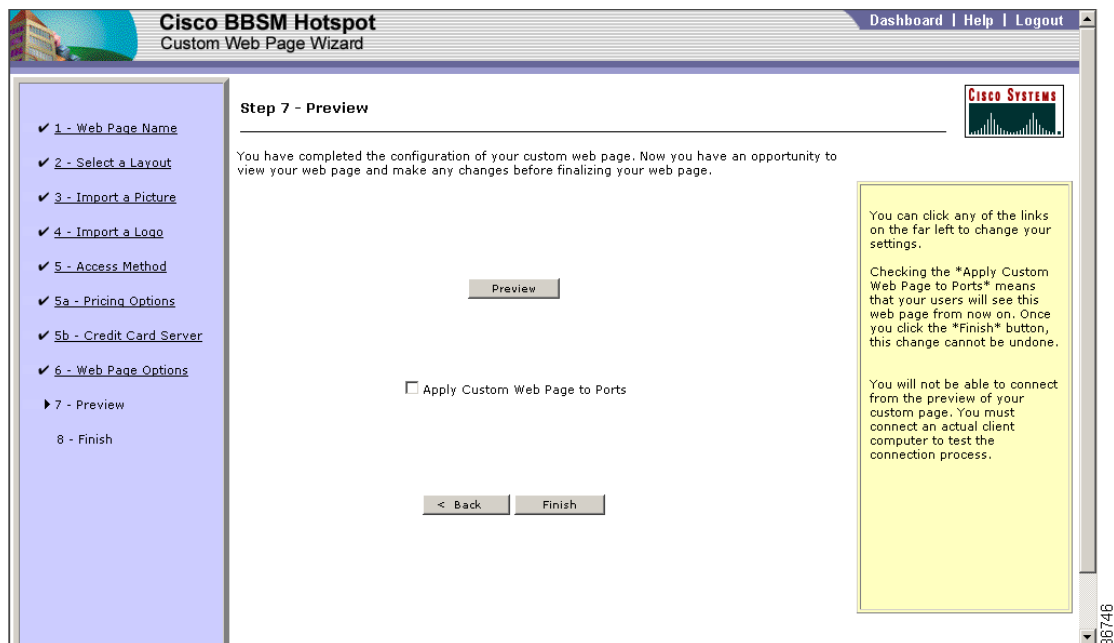 Cisco BBSM Hotspot
Custom Web Page Wizard
Dashboard | Help | Logout
✔ 1 - Web Page Name
✔ 2 - Select a Layout
✔ 3 - Import a Picture
✔ 4 - Import a Logo
✔ 5 - Access Method
✔ 5a - Pricing Options
✔ 5b - Credit Card Server
✔ 6 - Web Page Options
7 - Preview
8 - Finish
Step 7 - Preview
CISCO SYSTEMS
You have completed the configuration of your custom web page. Now you have an opportunity to
view your web page and make any changes before finalizing your web page.
Preview
Apply Custom Web Page to Ports
< Back
Finish
You can click any of the links
on the far left to change your
settings.
Checking the *Apply Custom
Web Page to Ports* means
that your users will see this
web page from now on. Once
you click the *Finish* button,
this change cannot be undone.
You will not be able to connect
from the preview of your
custom page. You must
connect an actual client
computer to test the
connection process.